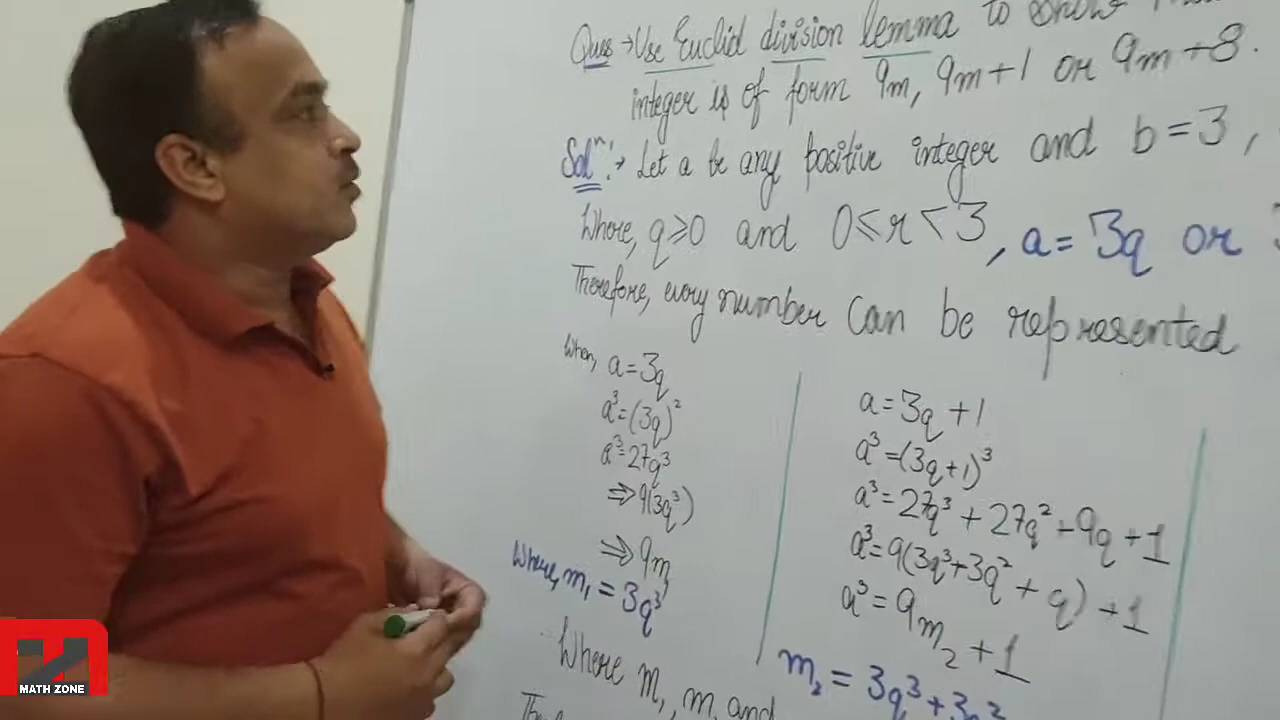 Ques → Use Euclid division lemma to show
integer is of form 9m, 9m+1 or 9m+8.
Solⁿ:→ Let a be any positive integer and b=3,
Where, q≥0 and 0≤r<3, a= 3q or 3
Therefore, every number can be represented
When, a=3q
a³=(3q)²
a³=27q³
⇒9(3q³)
⇒9m₁
Where, m₁ = 3q³
a=3q+1
a³=(3q+1)³
a³=27q³+27q²+9q+1
a³=9(3q³+3q²+q)+1
a³=9m₂+1
m₂=3q³+3q²
Where m₁, m₂ and
MATH ZONE